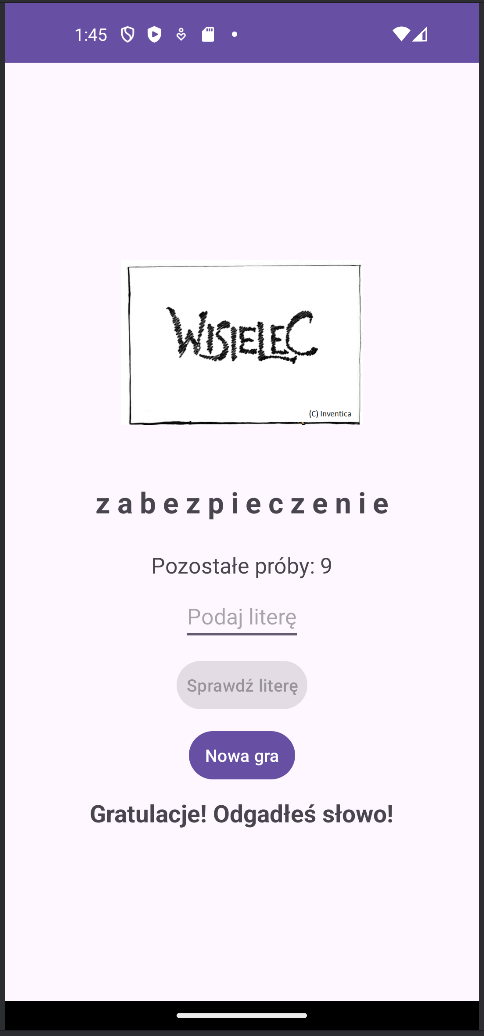 1:45
WISIELEC
(C) Inventica
z a b e z p i e c z e n i e
Pozostałe próby: 9
Podaj literę
Sprawdź literę
Nowa gra
Gratulacje! Odgadłeś słowo!